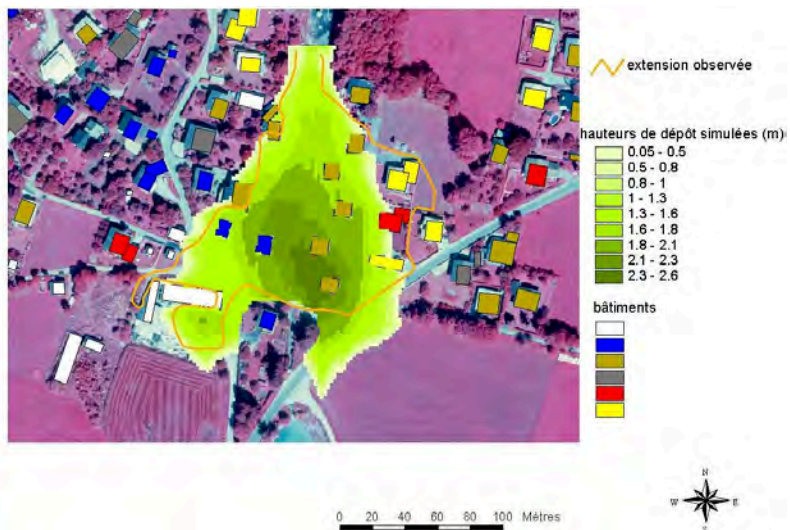 extension observée
hauteurs de dépôt simulées (m)
0.05 - 0.5
0.5 - 0.8
0.8 - 1
1 - 1.3
1.3 - 1.6
1.6 - 1.8
1.8 - 2.1
2.1 - 2.3
2.3 - 2.6
bâtiments
N
W E
S
0 20 40 60 80 100 Mètres